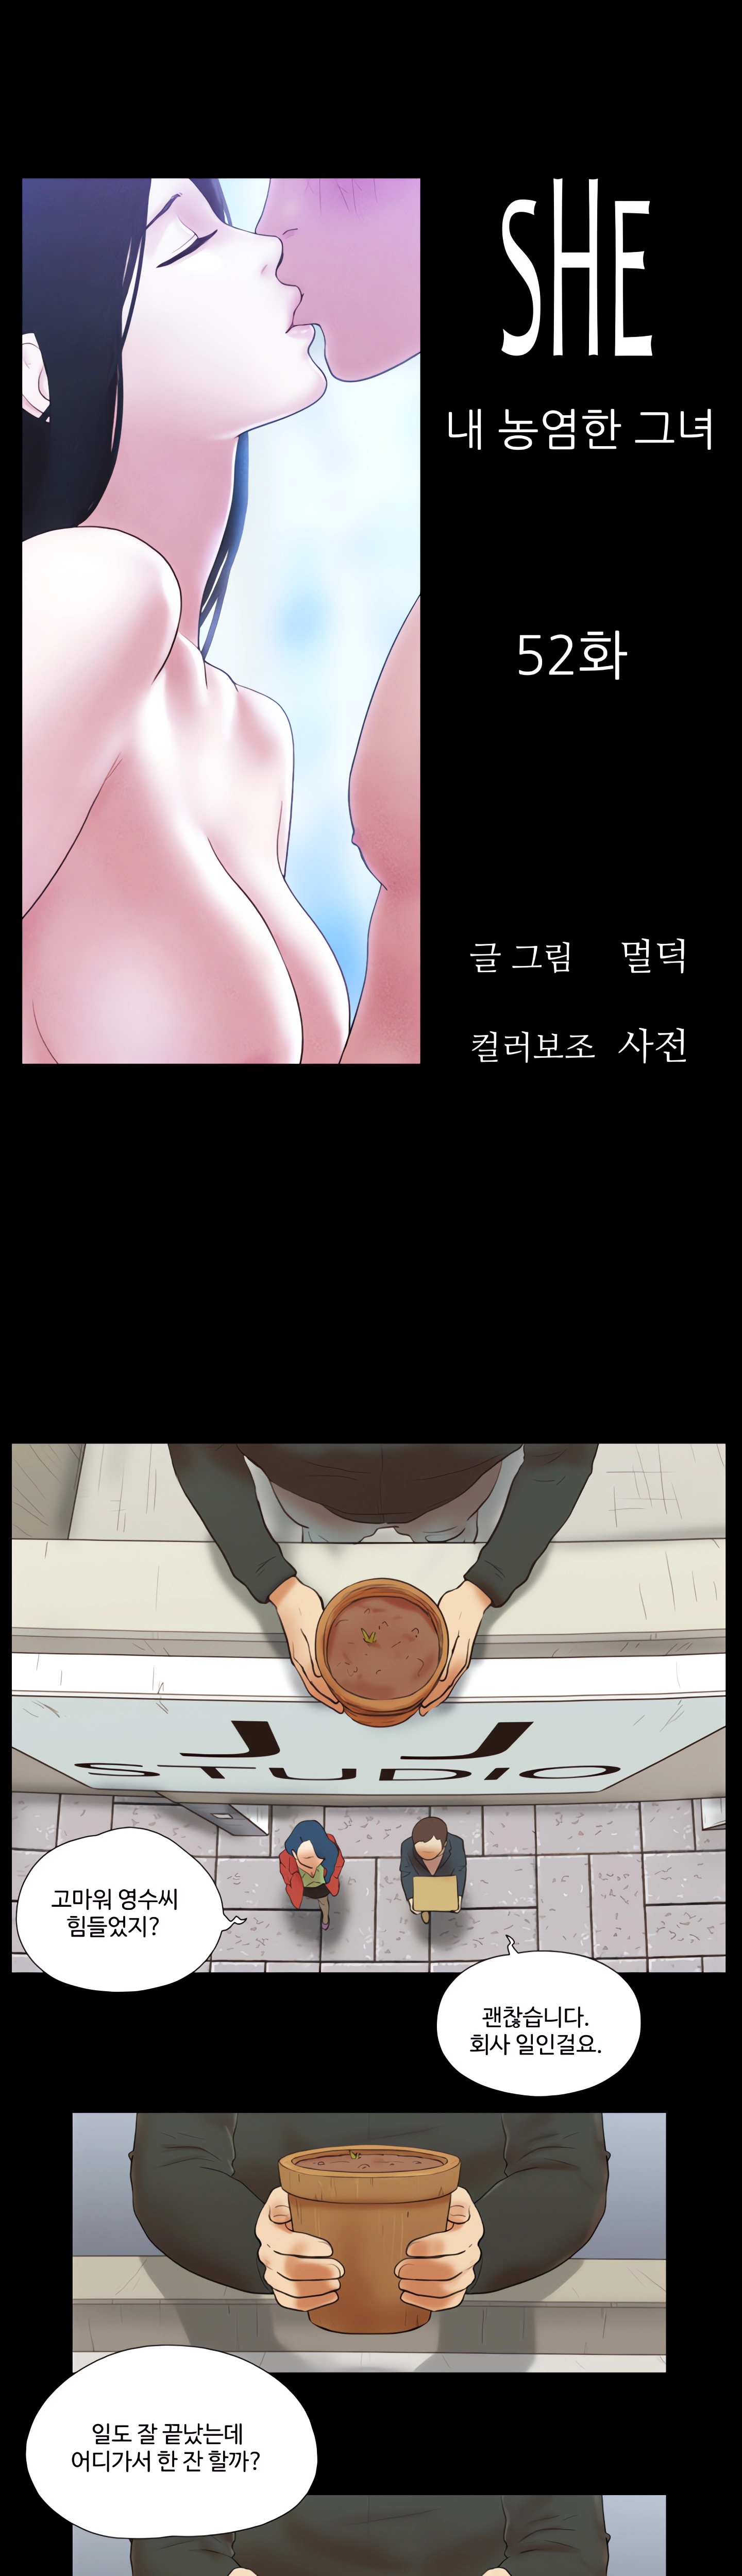 SHE
내 농염한 그녀
52화
글 그림 멀덕
컬러보조 사전
JJ
STUDIO
고마워 영수씨
힘들었지?
괜찮습니다.
회사 일인걸요.
일도 잘 끝났는데
어디가서 한 잔 할까?